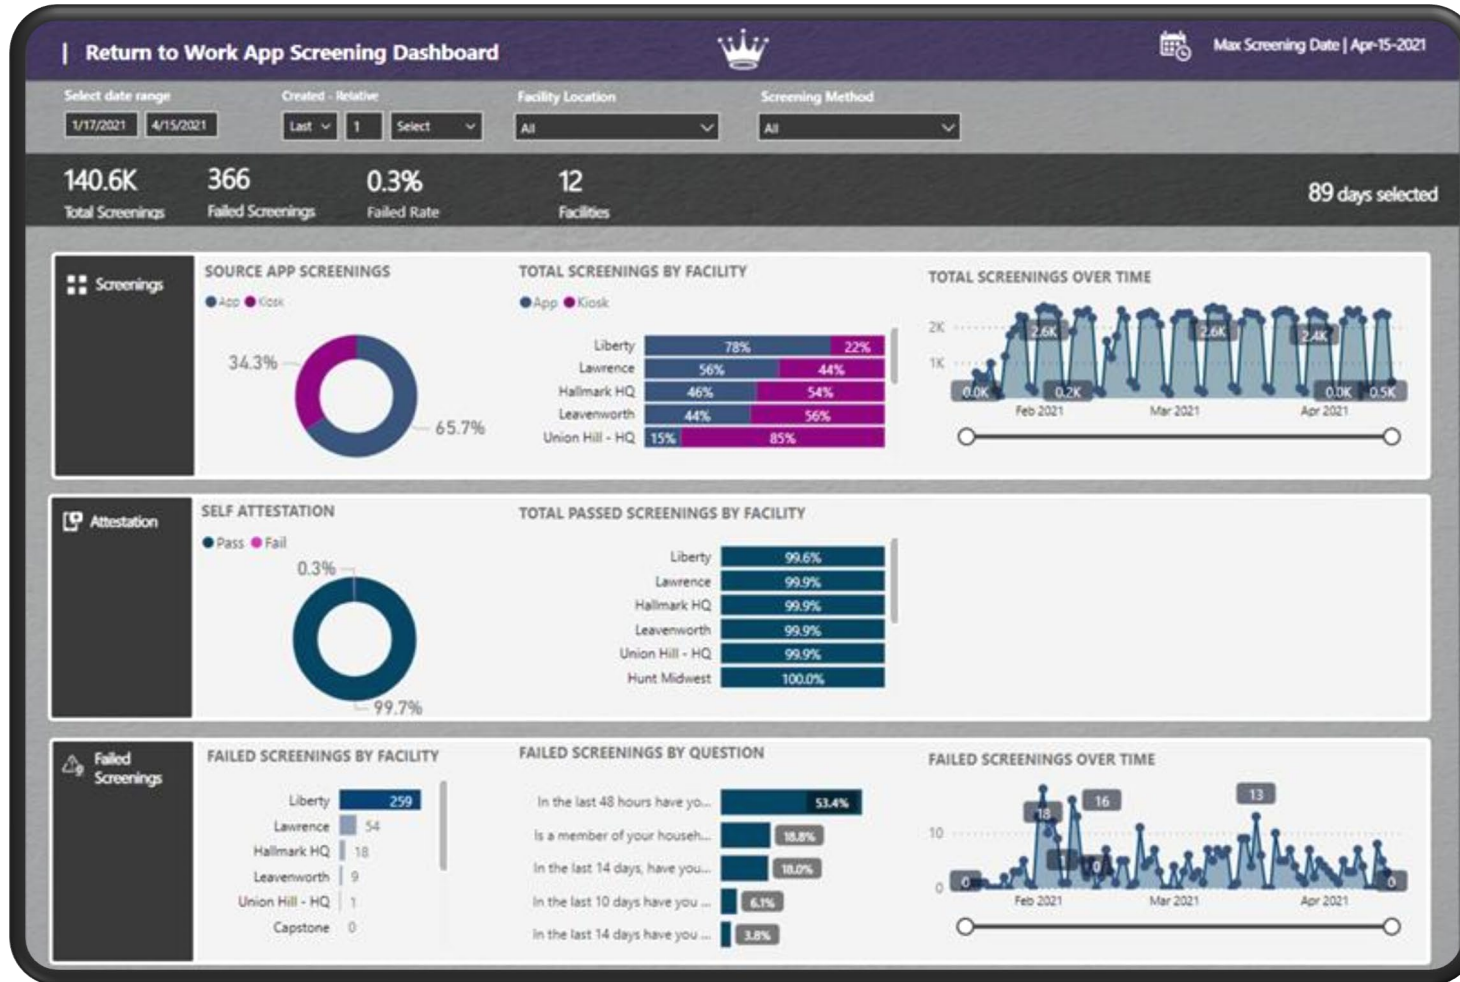 | Return to Work App Screening Dashboard
Max Screening Date | Apr-15-2021
Select date range
Created - Relative
Facility Location
Screening Method
1/17/2021
4/15/2021
Last
1
Select
All
All
140.6K
366
0.3%
12
Total Screenings
Failed Screenings
Failed Rate
Facilities
89 days selected
Screenings
SOURCE APP SCREENINGS
App Kiosk
34.3%
65.7%
TOTAL SCREENINGS BY FACILITY
App Kiosk
Liberty 78% 22%
Lawrence 56% 44%
Hallmark HQ 46% 54%
Leavenworth 44% 56%
Union Hill - HQ 15% 85%
TOTAL SCREENINGS OVER TIME
2K
1K
2.6K 2.6K 2.4K
0.0K 0.2K 0.0K 0.5K
Feb 2021 Mar 2021 Apr 2021
Attestation
SELF ATTESTATION
Pass Fail
0.3%
99.7%
TOTAL PASSED SCREENINGS BY FACILITY
Liberty 99.6%
Lawrence 99.9%
Hallmark HQ 99.9%
Leavenworth 99.9%
Union Hill - HQ 99.9%
Hunt Midwest 100.0%
Failed
Screenings
FAILED SCREENINGS BY FACILITY
Liberty 259
Lawrence 54
Hallmark HQ 18
Leavenworth 9
Union Hill - HQ 1
Capstone 0
FAILED SCREENINGS BY QUESTION
In the last 48 hours have yo... 53.4%
Is a member of your househ... 18.8%
In the last 14 days, have you... 18.0%
In the last 10 days have you ... 6.1%
In the last 14 days have you ... 3.8%
FAILED SCREENINGS OVER TIME
10
0
18 16 13
0 1 0 0
Feb 2021 Mar 2021 Apr 2021